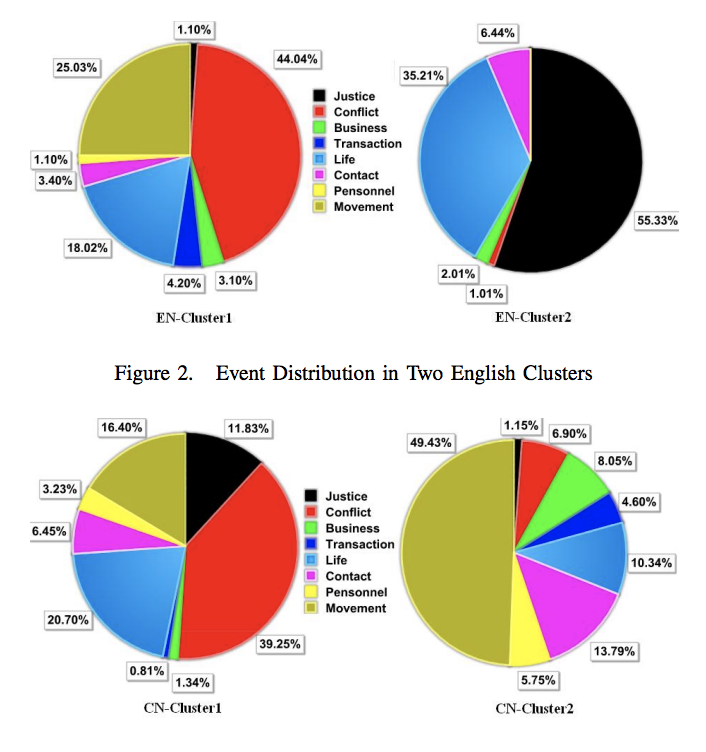 1.10%
44.04%
3.10%
4.20%
18.02%
3.40%
1.10%
25.03%
EN-Cluster1
Justice
Conflict
Business
Transaction
Life
Contact
Pensonnel
Movement
6.44%
35.21%
55.33%
2.01%
1.01%
EN-Cluster2
Figure 2. Event Distribution in Two English Clusters
16.40%
11.83%
3.23%
6.45%
20.70%
0.81%
1.34%
39.25%
CN-Cluster1
Justice
Conflict
Business
Transaction
Life
Contact
Pensonnel
Movement
1.15%
6.90%
8.05%
4.60%
10.34%
13.79%
5.75%
49.43%
CN-Cluster2